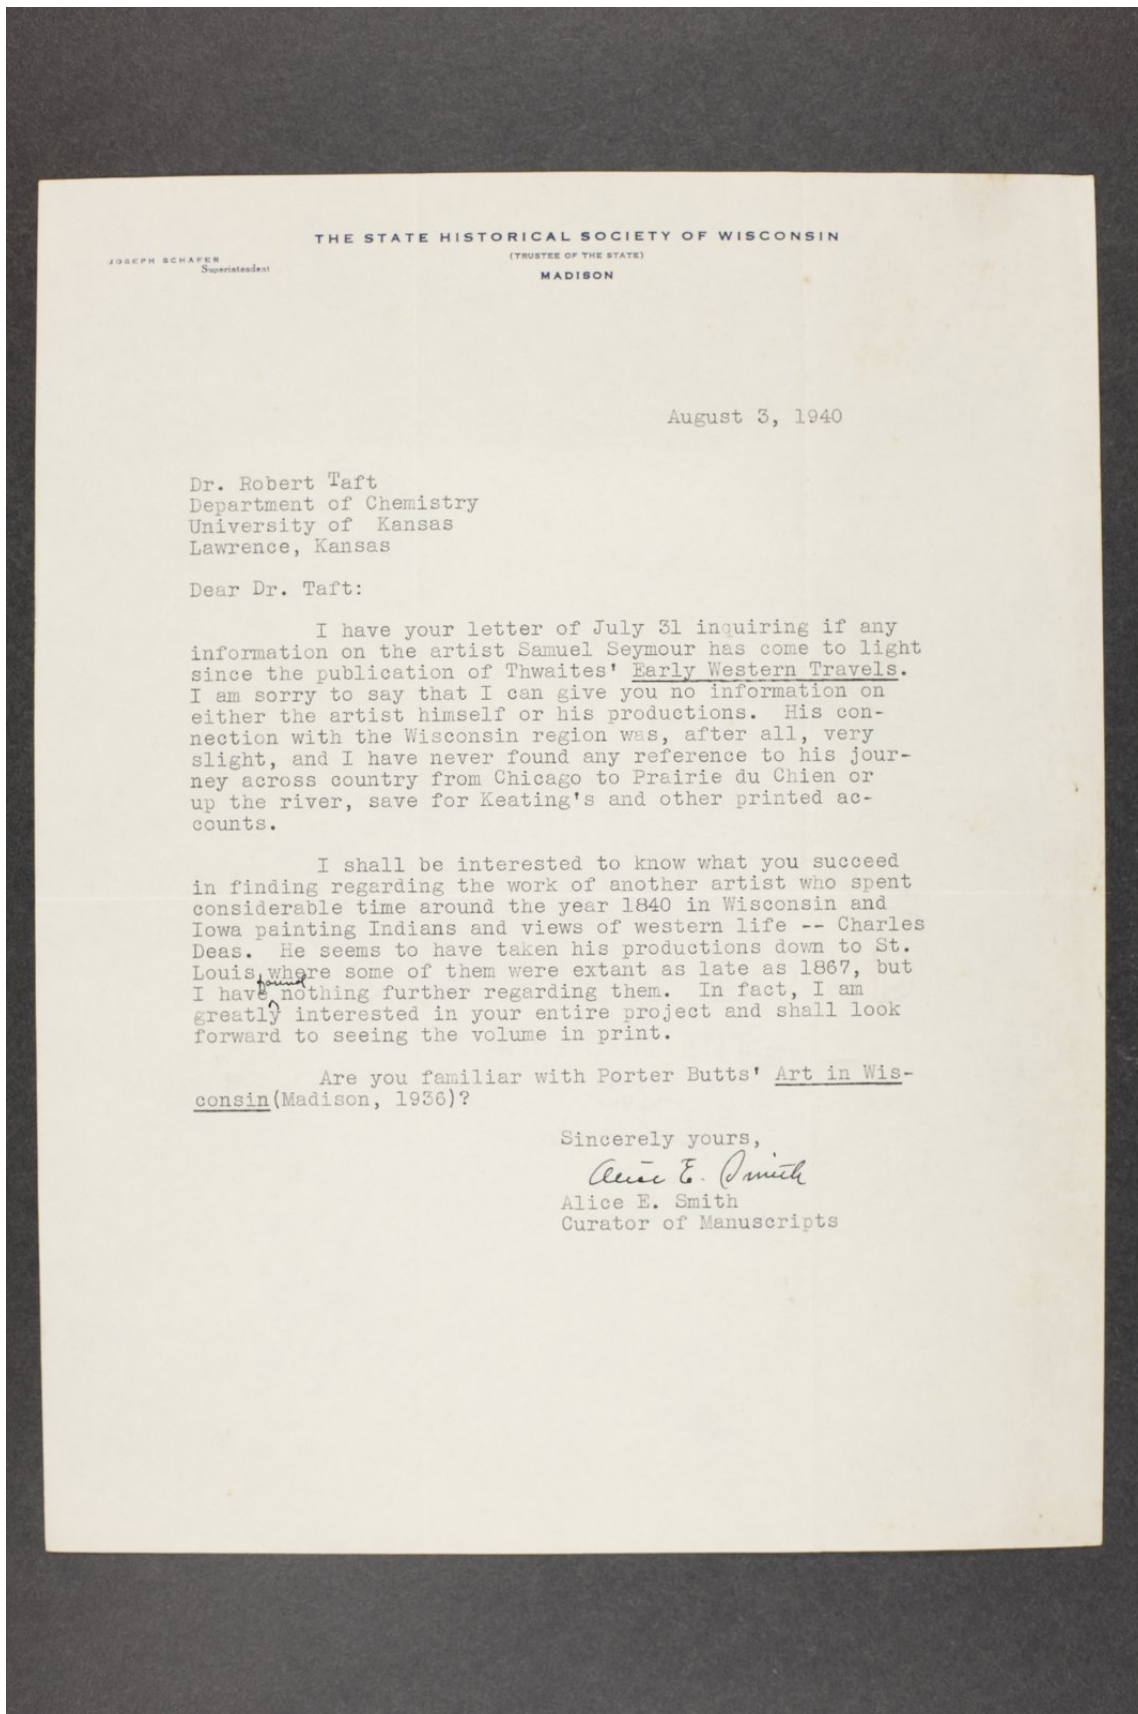 THE STATE HISTORICAL SOCIETY OF WISCONSIN
(TRUSTEE OF THE STATE)
MADISON
JOSEPH SCHAFER
Superintendent
August 3, 1940
Dr. Robert Taft
Department of Chemistry
University of  Kansas
Lawrence, Kansas
Dear Dr. Taft:
I have your letter of July 31 inquiring if any
information on the artist Samuel Seymour has come to light
since the publication of Thwaites' Early Western Travels.
I am sorry to say that I can give you no information on
either the artist himself or his productions.  His con-
nection with the Wisconsin region was, after all, very
slight, and I have never found any reference to his jour-
ney across country from Chicago to Prairie du Chien or
up the river, save for Keating's and other printed ac-
counts.
I shall be interested to know what you succeed
in finding regarding the work of another artist who spent
considerable time around the year 1840 in Wisconsin and
Iowa painting Indians and views of western life -- Charles
Deas.  He seems to have taken his productions down to St.
Louis, where some of them were extant as late as 1867, but
I have found nothing further regarding them.  In fact, I am
greatly interested in your entire project and shall look
forward to seeing the volume in print.
Are you familiar with Porter Butts' Art in Wis-
consin(Madison, 1936)?
Sincerely yours,
Alice E. Smith
Alice E. Smith
Curator of Manuscripts